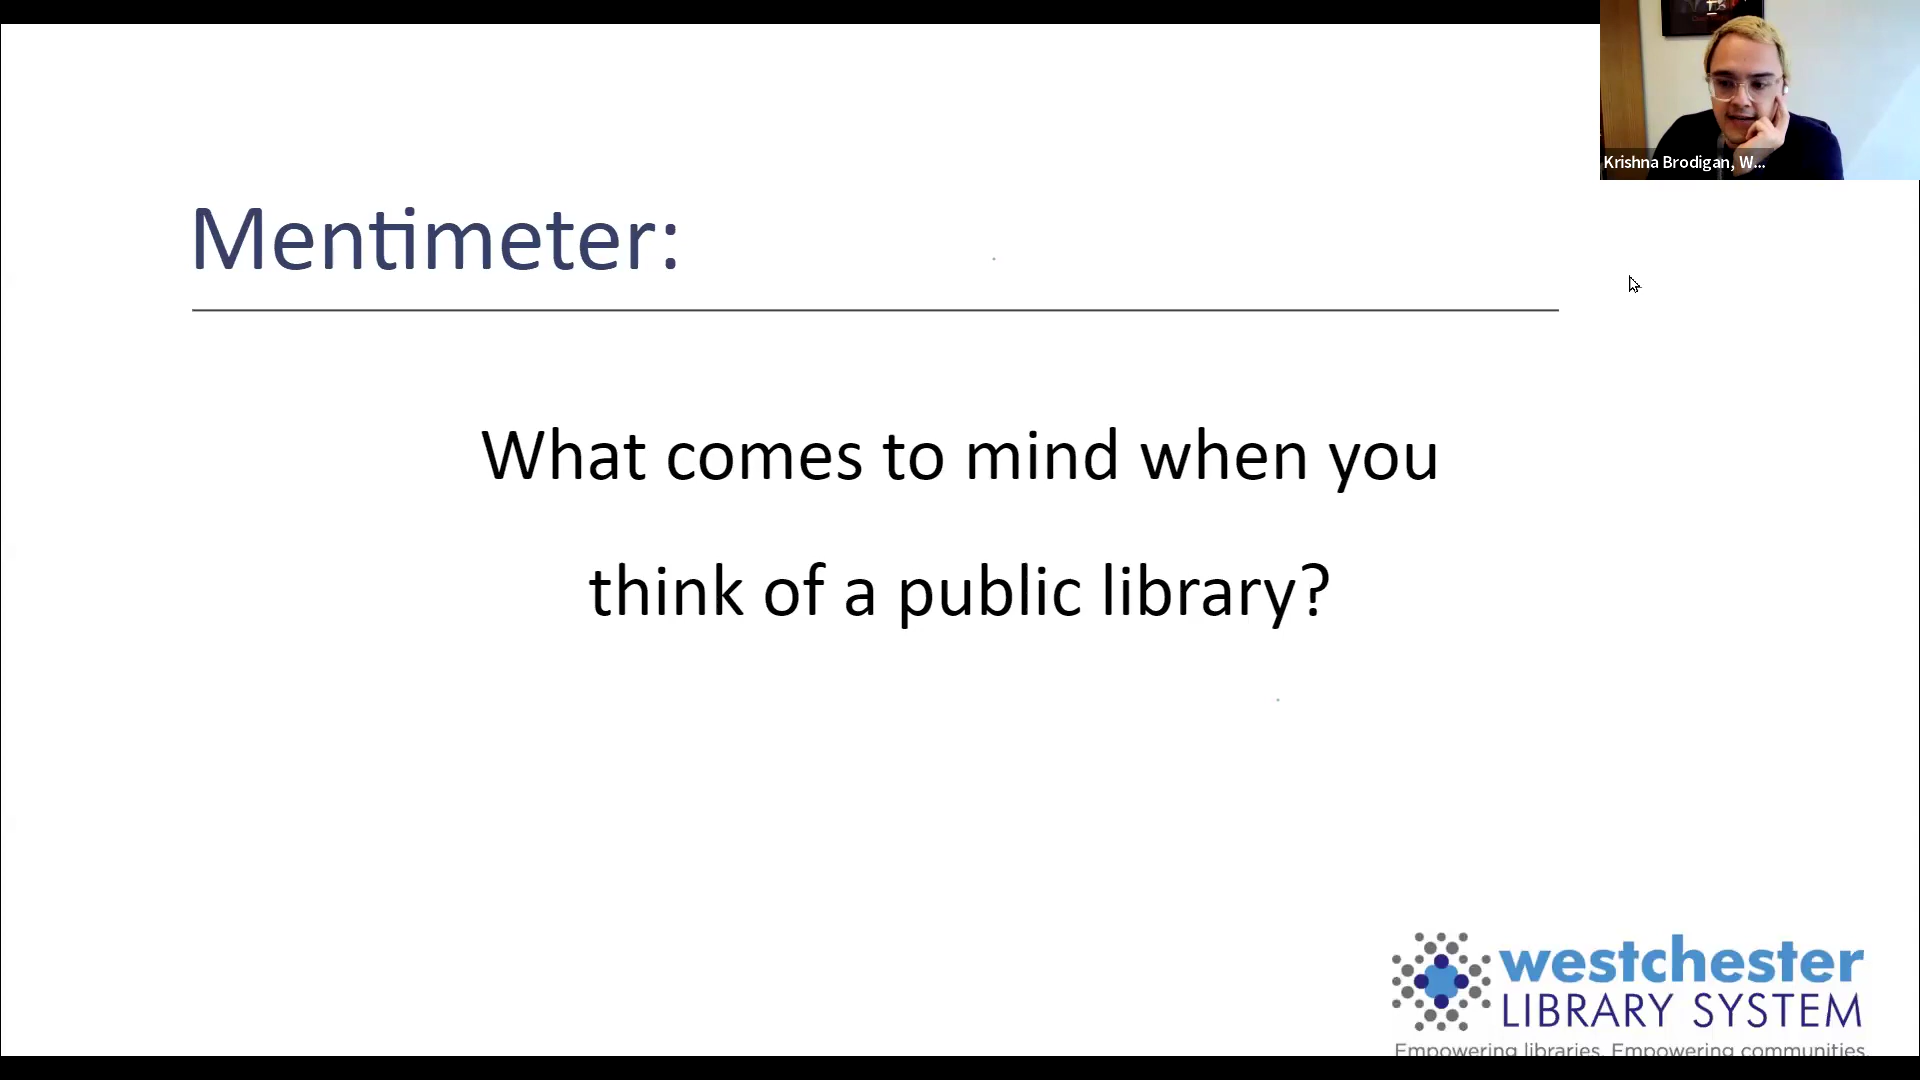 Krishna Brodigan, W...
Mentimeter:
What comes to mind when you
think of a public library?
westchester
LIBRARY SYSTEM
Empowering libraries. Empowering communities.